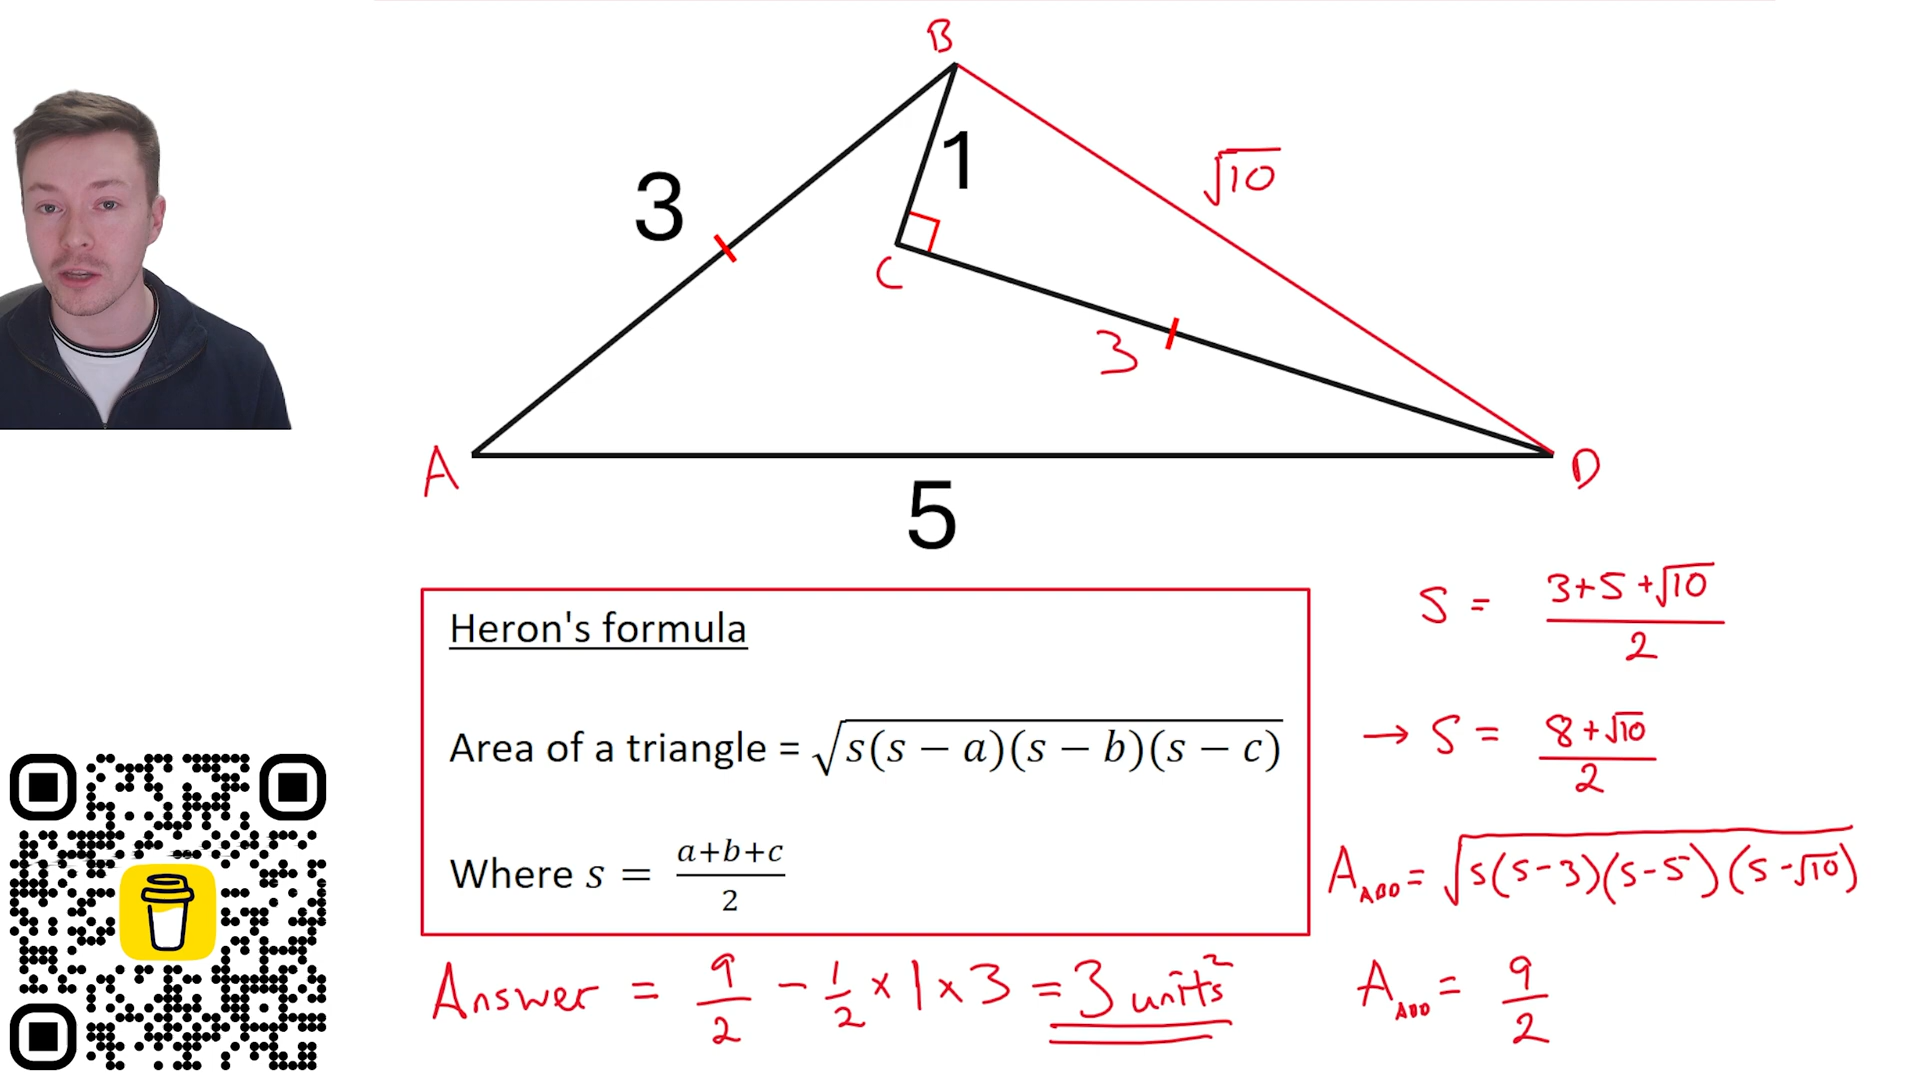 B
3
1
√10
C
3
A
D
5
Heron's formula
Area of a triangle = √s(s − a)(s − b)(s − c)
Where s = a+b+c / 2
S = 3+5+√10 / 2
→ S = 8+√10 / 2
A_ABD = √s(s-3)(s-5)(s-√10)
A_ABD = 9/2
Answer = 9/2 - 1/2 × 1 × 3 = 3 units²